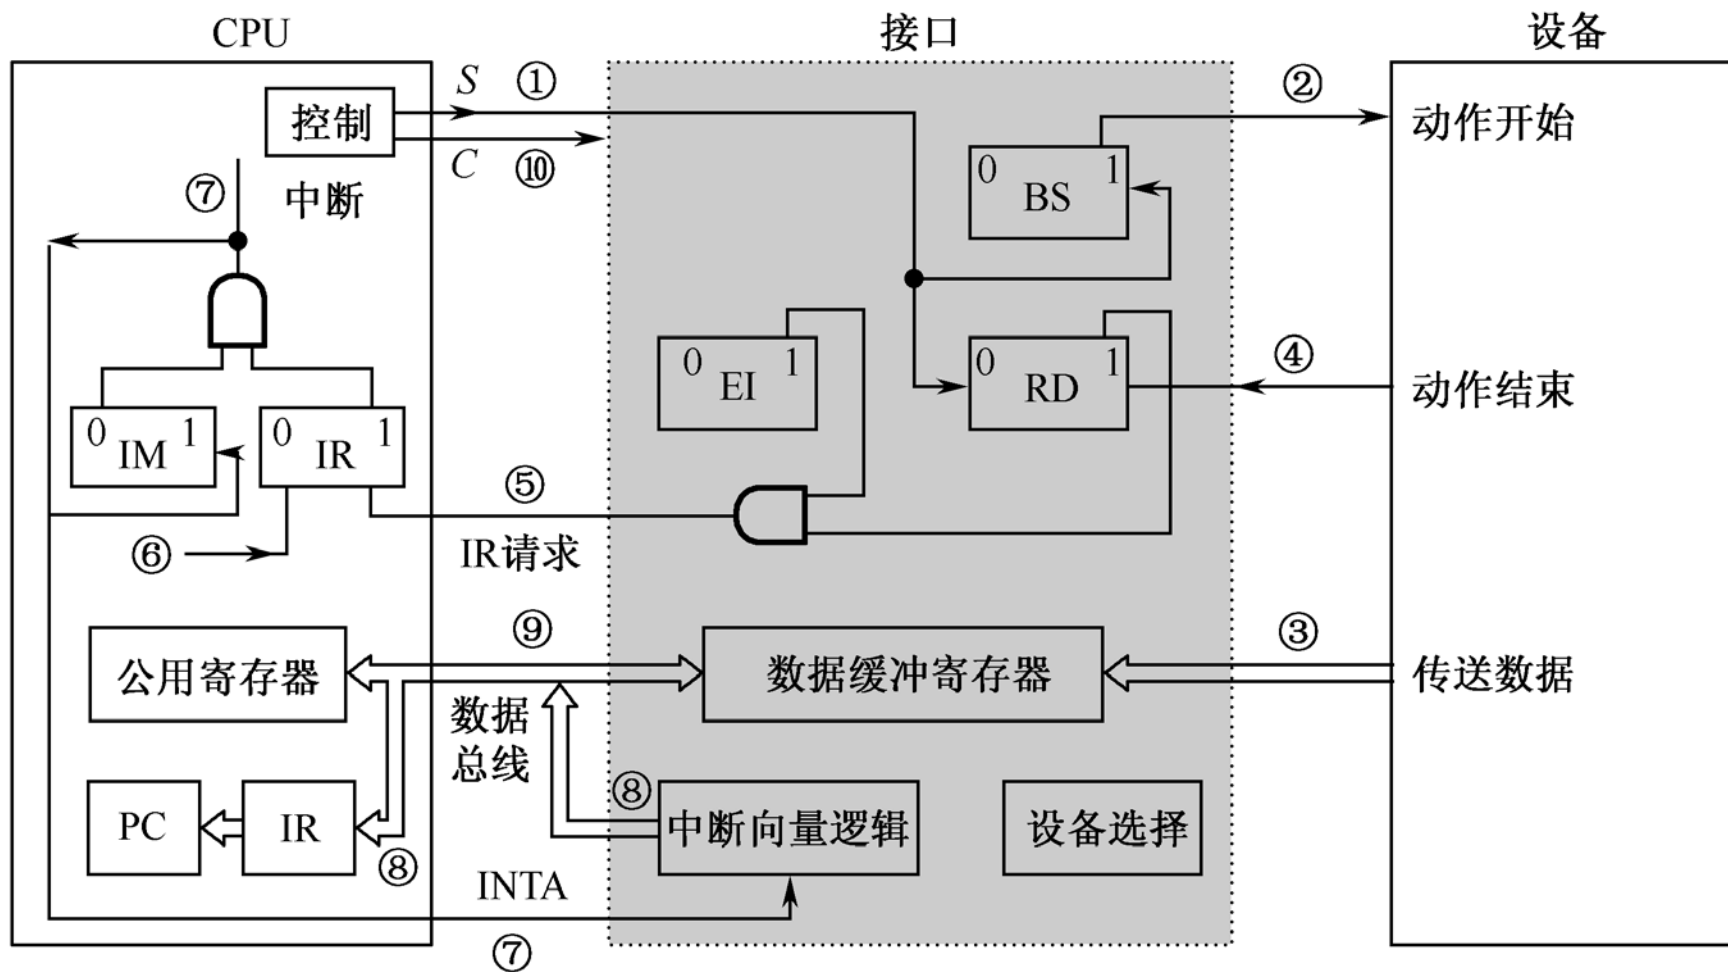 CPU
接口
设备
S
①
②
控制
动作开始
C
⑩
0
1
BS
⑦
中断
0
1
EI
0
1
RD
④
动作结束
0
1
IM
0
1
IR
⑤
⑥
IR请求
⑨
③
公用寄存器
数据缓冲寄存器
传送数据
数据
总线
⑧
PC
IR
中断向量逻辑
设备选择
⑧
INTA
⑦